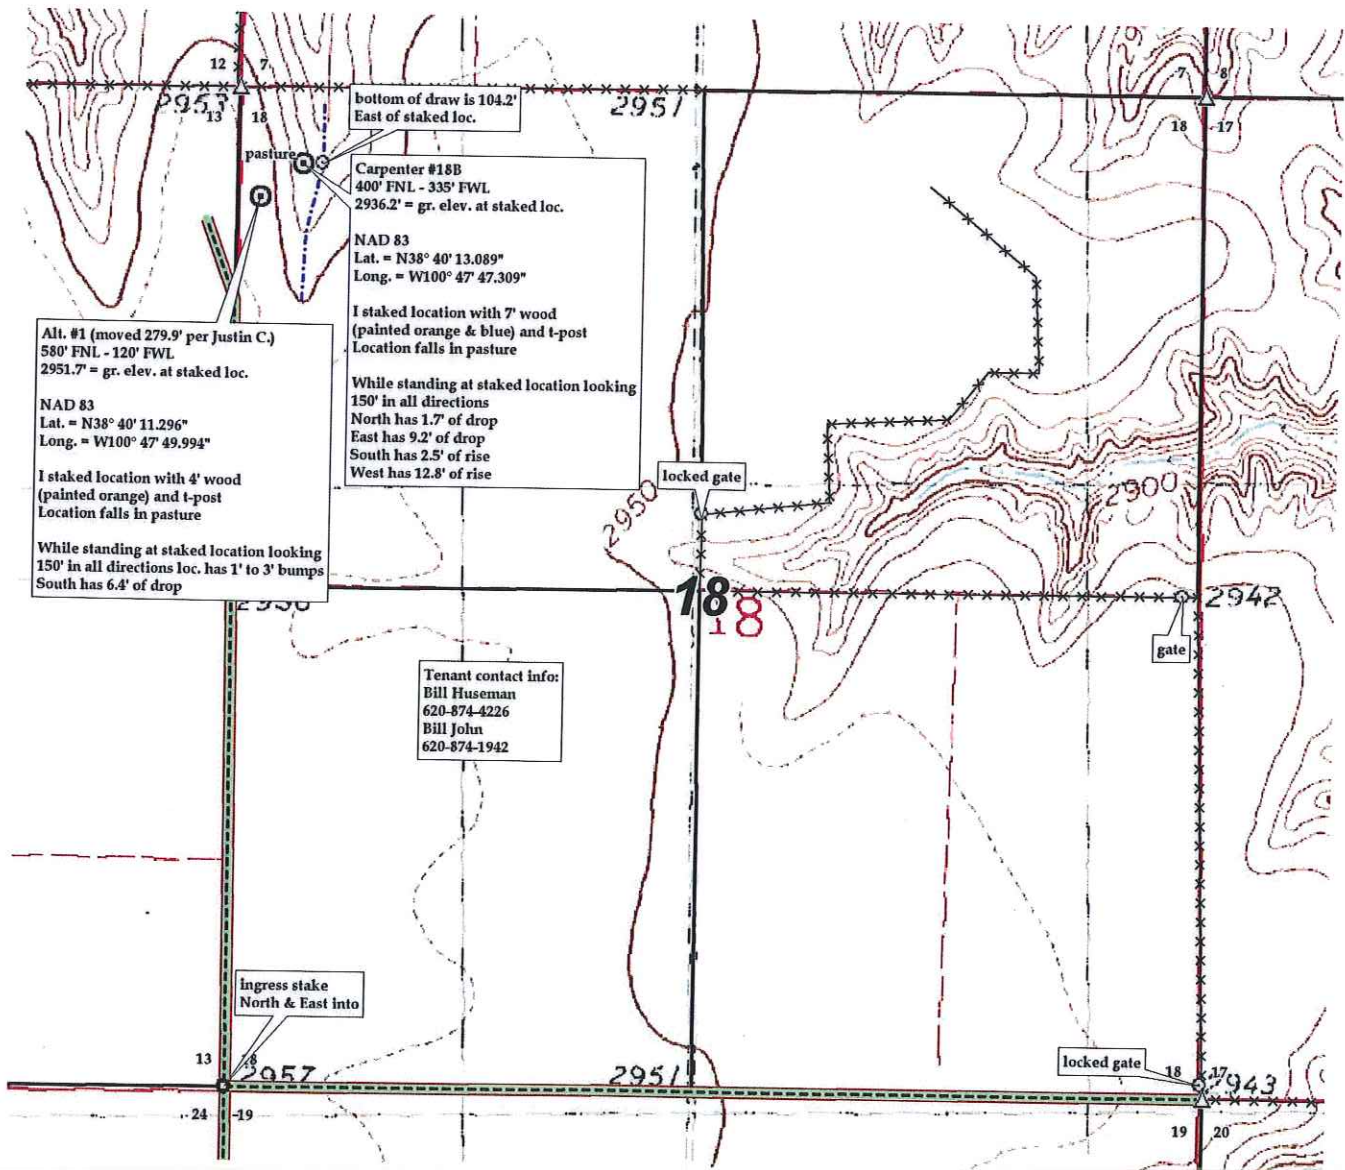 12 7
2953
13 18
2951
7 8
18 17
bottom of draw is 104.2'
East of staked loc.
pasture
Carpenter #18B
400' FNL - 335' FWL
2936.2' = gr. elev. at staked loc.
NAD 83
Lat. = N38° 40' 13.089"
Long. = W100° 47' 47.309"
I staked location with 7' wood
(painted orange & blue) and t-post
Location falls in pasture
While standing at staked location looking
150' in all directions
North has 1.7' of drop
East has 9.2' of drop
South has 2.5' of rise
West has 12.8' of rise
Alt. #1 (moved 279.9' per Justin C.)
580' FNL - 120' FWL
2951.7' = gr. elev. at staked loc.
NAD 83
Lat. = N38° 40' 11.296"
Long. = W100° 47' 49.994"
I staked location with 4' wood
(painted orange) and t-post
Location falls in pasture
While standing at staked location looking
150' in all directions loc. has 1' to 3' bumps
South has 6.4' of drop
locked gate
2950
2900
18
18
2942
gate
Tenant contact info:
Bill Huseman
620-874-4226
Bill John
620-874-1942
ingress stake
North & East into
13 18
2957
2951
24 19
locked gate
18 17
2943
19 20